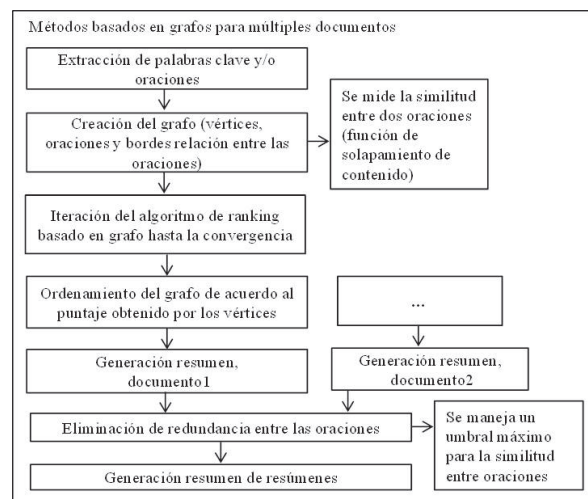 Métodos basados en grafos para múltiples documentos
Extracción de palabras clave y/o
oraciones
Creación del grafo (vértices,
oraciones y bordes relación entre las
oraciones)
Se mide la similitud
entre dos oraciones
(función de
solapamiento de
contenido)
Iteración del algoritmo de ranking
basado en grafo hasta la convergencia
Ordenamiento del grafo de acuerdo al
puntaje obtenido por los vértices
...
Generación resumen,
documento1
Generación resumen,
documento2
Eliminación de redundancia entre las oraciones
Se maneja un
umbral máximo
para la similitud
entre oraciones
Generación resumen de resúmenes